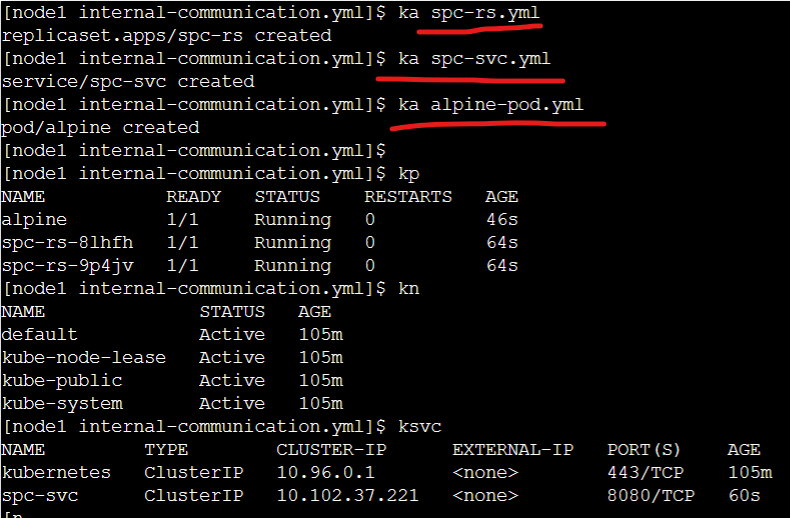 [node1 internal-communication.yml]$ ka spc-rs.yml
replicaset.apps/spc-rs created
[node1 internal-communication.yml]$ ka spc-svc.yml
service/spc-svc created
[node1 internal-communication.yml]$ ka alpine-pod.yml
pod/alpine created
[node1 internal-communication.yml]$
[node1 internal-communication.yml]$ kp
NAME READY STATUS RESTARTS AGE
alpine 1/1 Running 0 46s
spc-rs-8lhfh 1/1 Running 0 64s
spc-rs-9p4jv 1/1 Running 0 64s
[node1 internal-communication.yml]$ kn
NAME STATUS AGE
default Active 105m
kube-node-lease Active 105m
kube-public Active 105m
kube-system Active 105m
[node1 internal-communication.yml]$ ksvc
NAME TYPE CLUSTER-IP EXTERNAL-IP PORT(S) AGE
kubernetes ClusterIP 10.96.0.1 <none> 443/TCP 105m
spc-svc ClusterIP 10.102.37.221 <none> 8080/TCP 60s